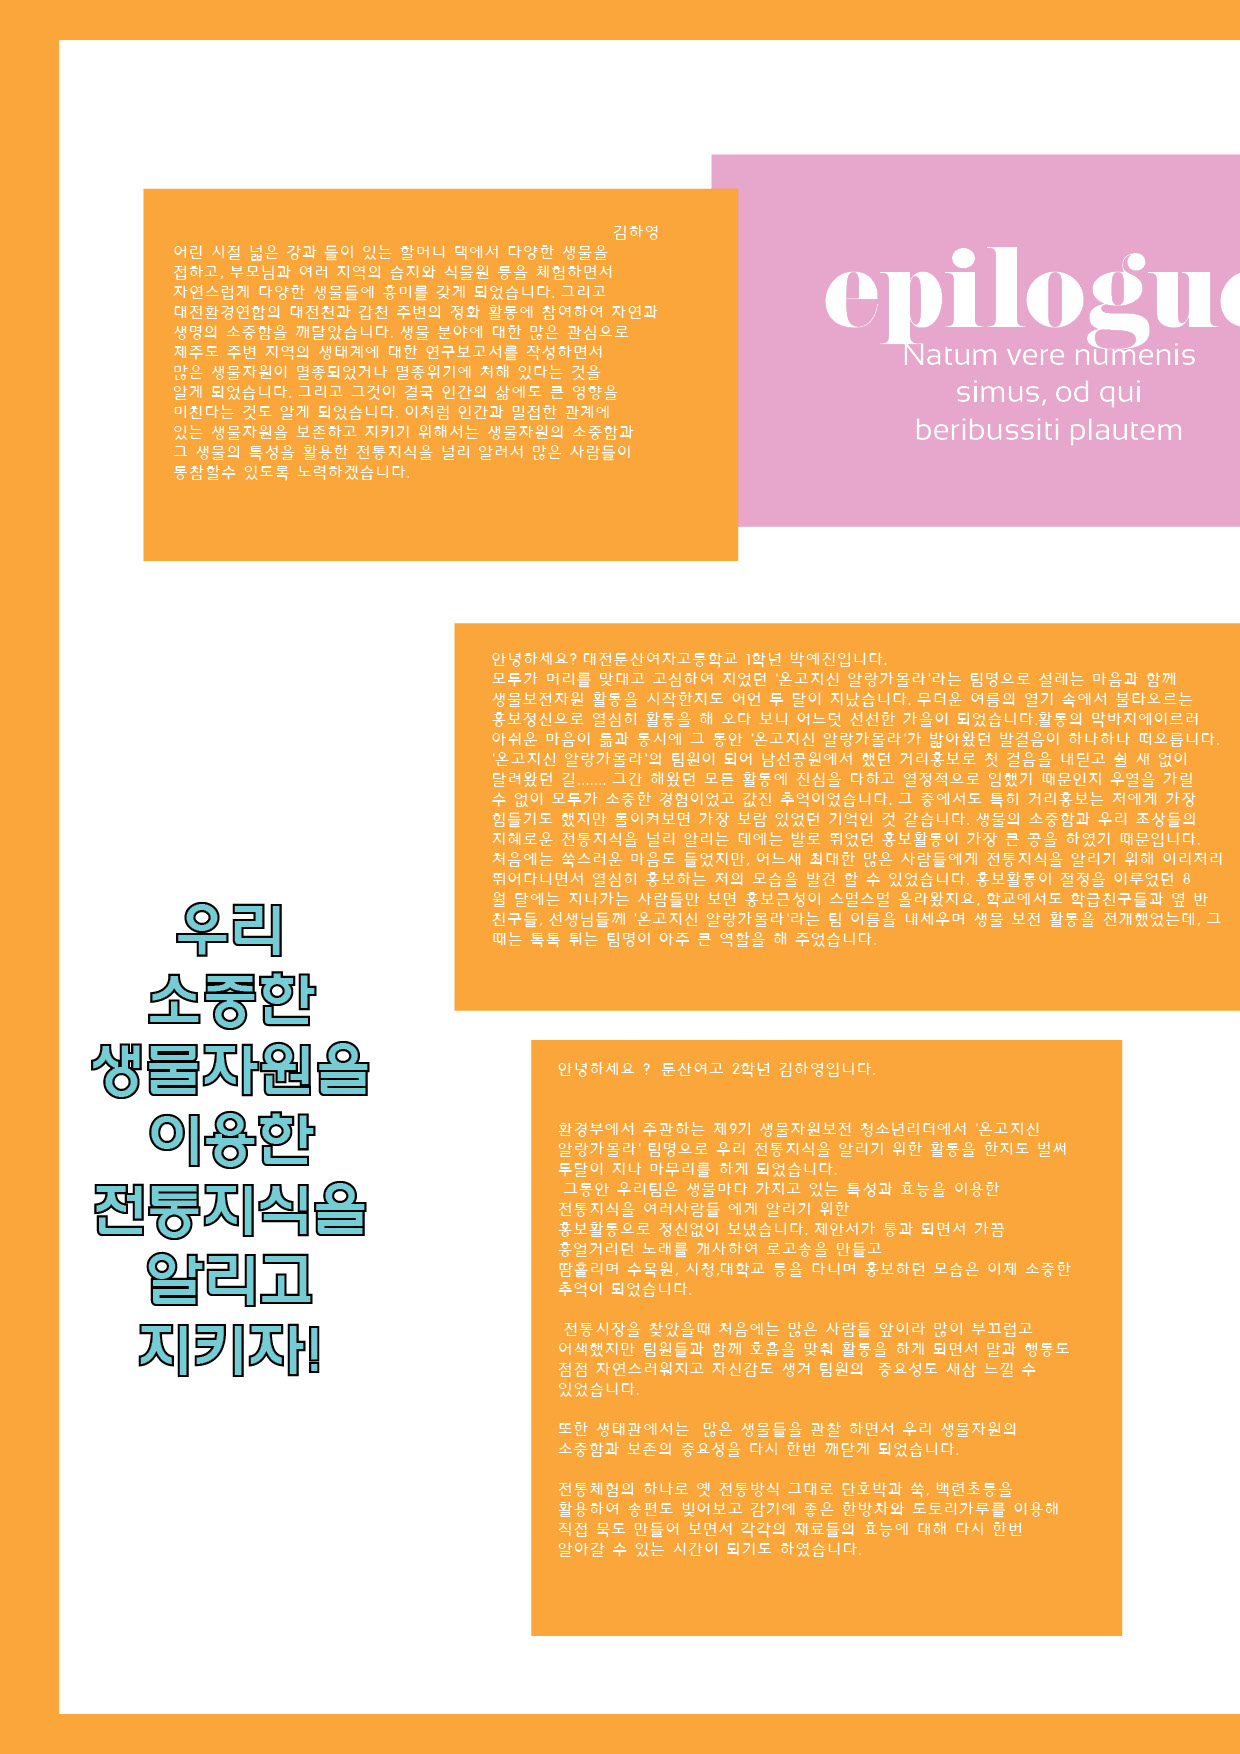 김하영
어린 시절 넓은 강과 들이 있는 할머니 댁에서 다양한 생물을
접하고, 부모님과 여러 지역의 습지와 식물원 등을 체험하면서
자연스럽게 다양한 생물들에 흥미를 갖게 되었습니다. 그리고
대전환경연합의 대전천과 갑천 주변의 정화 활동에 참여하여 자연과
생명의 소중함을 깨달았습니다. 생물 분야에 대한 많은 관심으로
제주도 주변 지역의 생태계에 대한 연구보고서를 작성하면서
많은 생물자원이 멸종되었거나 멸종위기에 처해 있다는 것을
알게 되었습니다. 그리고 그것이 결국 인간의 삶에도 큰 영향을
미친다는 것도 알게 되었습니다. 이처럼 인간과 밀접한 관계에
있는 생물자원을 보존하고 지키기 위해서는 생물자원의 소중함과
그 생물의 특성을 활용한 전통지식을 널리 알려서 많은 사람들이
동참할수 있도록 노력하겠습니다.
epilogue
Natum vere numenis
simus, od qui
beribussiti plautem
안녕하세요? 대전둔산여자고등학교 1학년 박예진입니다.
모두가 머리를 맞대고 고심하여 지었던 '온고지신 알랑가몰라'라는 팀명으로 설레는 마음과 함께
생물보전자원 활동을 시작한지도 어언 두 달이 지났습니다. 무더운 여름의 열기 속에서 불타오르는
홍보정신으로 열심히 활동을 해 오다 보니 어느덧 선선한 가을이 되었습니다.활동의 막바지에이르러
아쉬운 마음이 듦과 동시에 그 동안 '온고지신 알랑가몰라'가 밟아왔던 발걸음이 하나하나 떠오릅니다.
'온고지신 알랑가몰라'의 팀원이 되어 남선공원에서 했던 거리홍보로 첫 걸음을 내딛고 쉴 새 없이
달려왔던 길....... 그간 해왔던 모든 활동에 진심을 다하고 열정적으로 임했기 때문인지 우열을 가릴
수 없이 모두가 소중한 경험이었고 값진 추억이었습니다. 그 중에서도 특히 거리홍보는 저에게 가장
힘들기도 했지만 돌이켜보면 가장 보람 있었던 기억인 것 같습니다. 생물의 소중함과 우리 조상들의
지혜로운 전통지식을 널리 알리는 데에는 발로 뛰었던 홍보활동이 가장 큰 공을 하였기 때문입니다.
처음에는 쑥스러운 마음도 들었지만, 어느새 최대한 많은 사람들에게 전통지식을 알리기 위해 이리저리
뛰어다니면서 열심히 홍보하는 저의 모습을 발견 할 수 있었습니다. 홍보활동이 절정을 이루었던 8
월 달에는 지나가는 사람들만 보면 홍보근성이 스멀스멀 올라왔지요, 학교에서도 학급친구들과 옆 반
친구들, 선생님들께 '온고지신 알랑가몰라'라는 팀 이름을 내세우며 생물 보전 활동을 전개했었는데, 그
때는 톡톡 튀는 팀명이 아주 큰 역할을 해 주었습니다.
우리
소중한
생물자원을
이용한
전통지식을
알리고
지키자!
안녕하세요 ? 둔산여고 2학년 김하영입니다.
환경부에서 주관하는 제9기 생물자원보전 청소년리더에서 '온고지신
알랑가몰라' 팀명으로 우리 전통지식을 알리기 위한 활동을 한지도 벌써
두달이 지나 마무리를 하게 되었습니다.
그동안 우리팀은 생물마다 가지고 있는 특성과 효능을 이용한
전통지식을 여러사람들 에게 알리기 위한
홍보활동으로 정신없이 보냈습니다. 제안서가 통과 되면서 가끔
흥얼거리던 노래를 개사하여 로고송을 만들고
땀흘리며 수목원, 시청,대학교 등을 다니며 홍보하던 모습은 이제 소중한
추억이 되었습니다.
전통시장을 찾았을때 처음에는 많은 사람들 앞이라 많이 부끄럽고
어색했지만 팀원들과 함께 호흡을 맞춰 활동을 하게 되면서 말과 행동도
점점 자연스러워지고 자신감도 생겨 팀원의 중요성도 새삼 느낄 수
있었습니다.
또한 생태관에서는 많은 생물들을 관찰 하면서 우리 생물자원의
소중함과 보존의 중요성을 다시 한번 깨닫게 되었습니다.
전통체험의 하나로 옛 전통방식 그대로 단호박과 쑥, 백련초등을
활용하여 송편도 빚어보고 감기에 좋은 한방차와 도토리가루를 이용해
직접 묵도 만들어 보면서 각각의 재료들의 효능에 대해 다시 한번
알아갈 수 있는 시간이 되기도 하였습니다.